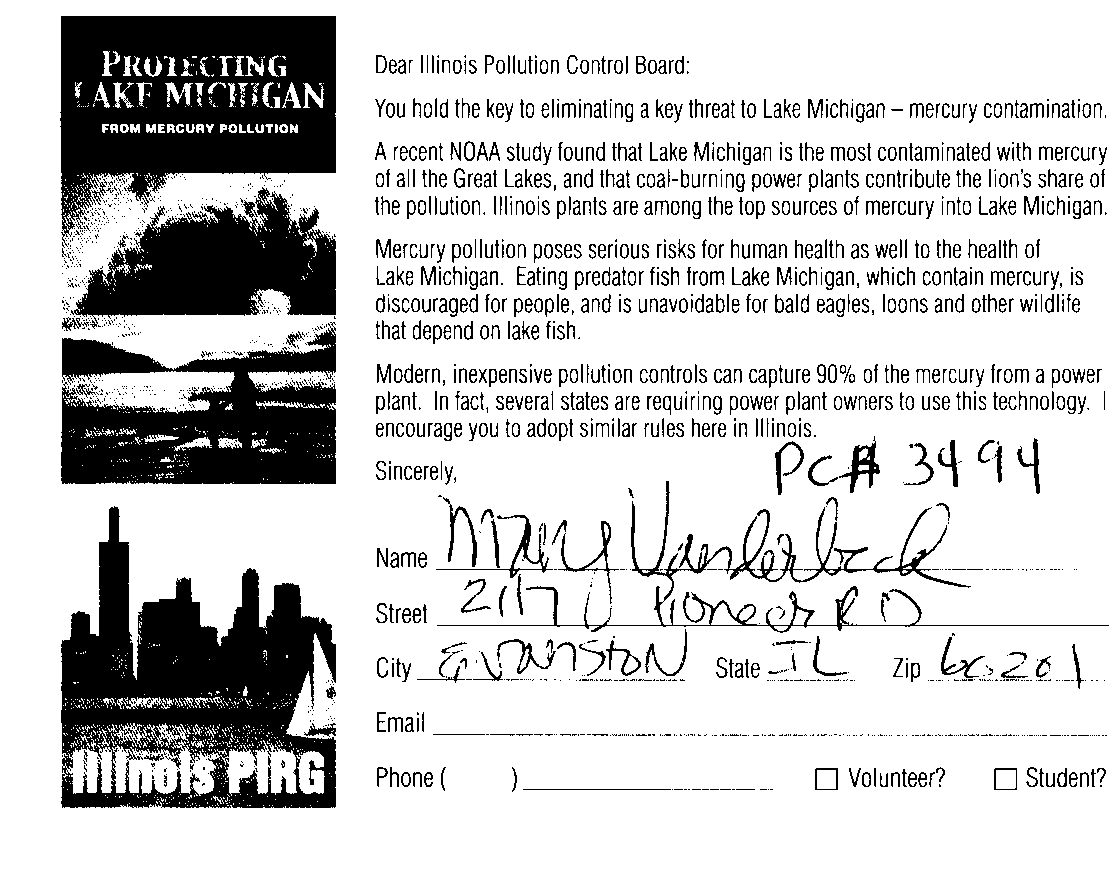 PROTECTING
LAKE MICHIGAN
FROM MERCURY POLLUTION
Illinois PIRG
Dear Illinois Pollution Control Board:
You hold the key to eliminating a key threat to Lake Michigan – mercury contamination.
A recent NOAA study found that Lake Michigan is the most contaminated with mercury
of all the Great Lakes, and that coal-burning power plants contribute the lion's share of
the pollution. Illinois plants are among the top sources of mercury into Lake Michigan.
Mercury pollution poses serious risks for human health as well to the health of
Lake Michigan. Eating predator fish from Lake Michigan, which contain mercury, is
discouraged for people, and is unavoidable for bald eagles, loons and other wildlife
that depend on lake fish.
Modern, inexpensive pollution controls can capture 90% of the mercury from a power
plant. In fact, several states are requiring power plant owners to use this technology. I
encourage you to adopt similar rules here in Illinois.
Sincerely,
PC# 3494
Name Mary Vanderbeck
Street 2117 Pioneer RD
City Evanston State IL Zip 60201
Email
Phone ( )
Volunteer? Student?